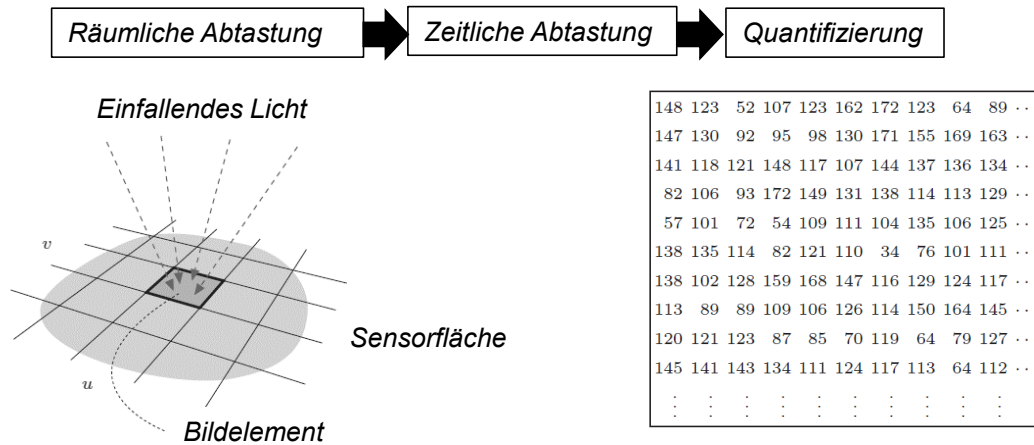 Räumliche Abtastung
Zeitliche Abtastung
Quantifizierung
Einfallendes Licht
v
u
Sensorfläche
Bildelement
148 123 52 107 123 162 172 123 64 89 · ·
147 130 92 95 98 130 171 155 169 163 · ·
141 118 121 148 117 107 144 137 136 134 · ·
82 106 93 172 149 131 138 114 113 129 · ·
57 101 72 54 109 111 104 135 106 125 · ·
138 135 114 82 121 110 34 76 101 111 · ·
138 102 128 159 168 147 116 129 124 117 · ·
113 89 89 109 106 126 114 150 164 145 · ·
120 121 123 87 85 70 119 64 79 127 · ·
145 141 143 134 111 124 117 113 64 112 · ·
⋮ ⋮ ⋮ ⋮ ⋮ ⋮ ⋮ ⋮ ⋮ ⋮